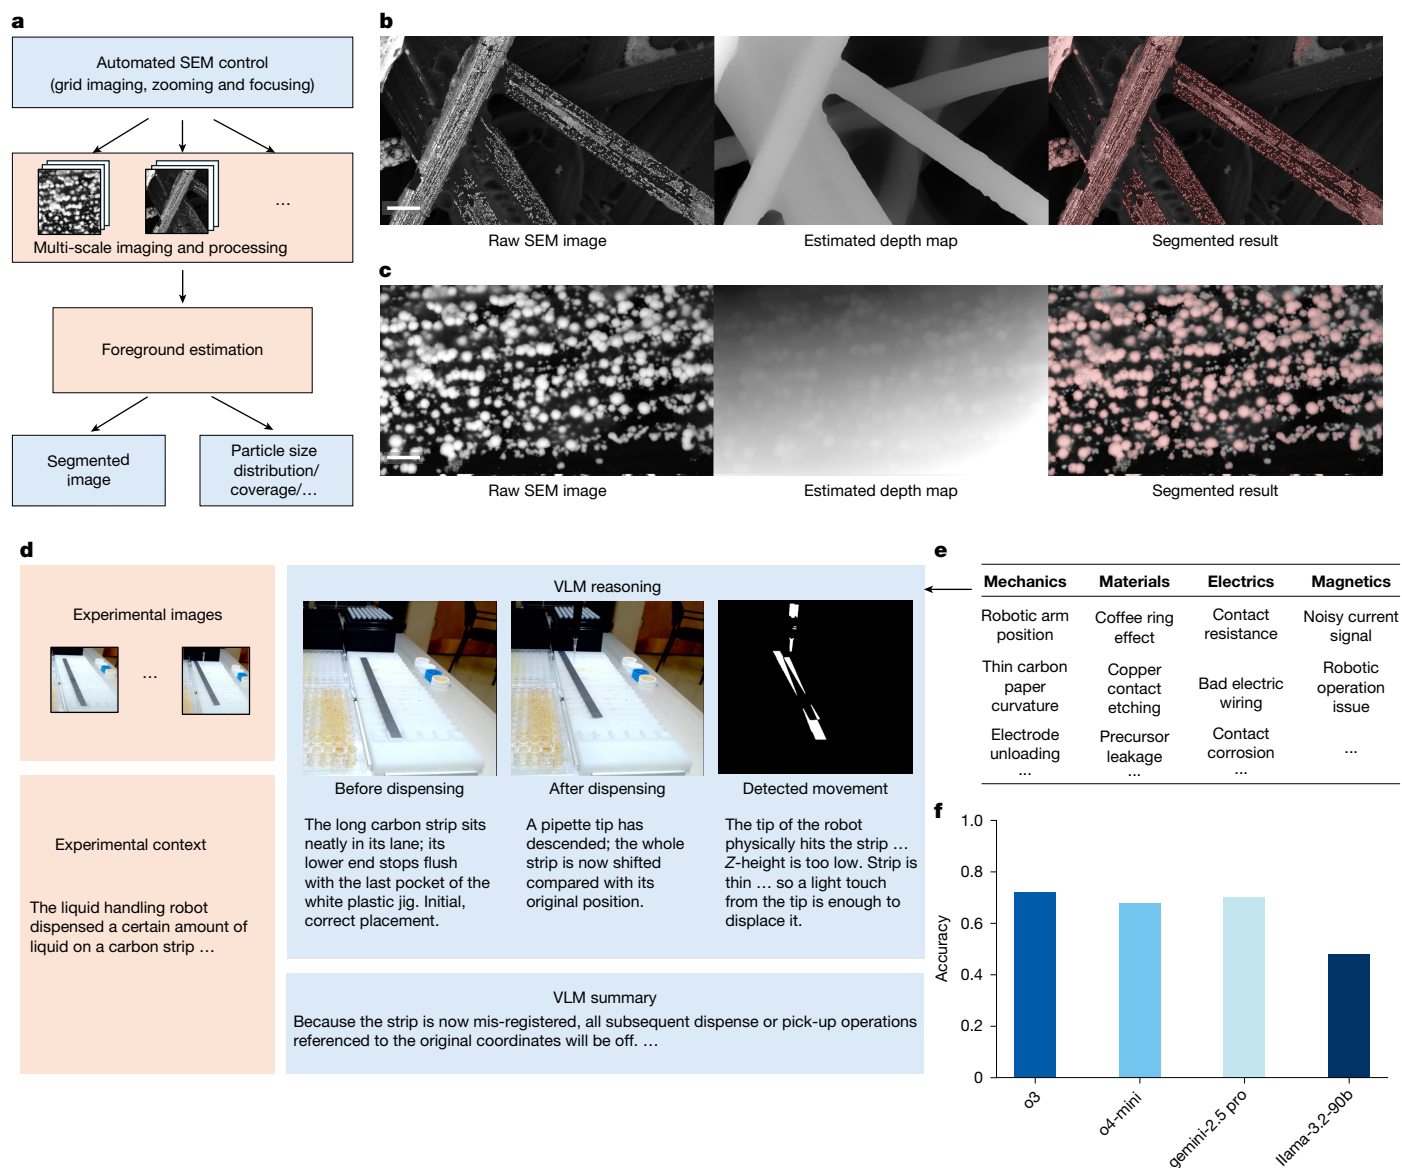 a
Automated SEM control
(grid imaging, zooming and focusing)
...
Multi-scale imaging and processing
Foreground estimation
Segmented
image
Particle size
distribution/
coverage/...
b
Raw SEM image
Estimated depth map
Segmented result
c
Raw SEM image
Estimated depth map
Segmented result
d
Experimental images
...
Experimental context
The liquid handling robot
dispensed a certain amount of
liquid on a carbon strip ...
VLM reasoning
Before dispensing
After dispensing
Detected movement
The long carbon strip sits
neatly in its lane; its
lower end stops flush
with the last pocket of the
white plastic jig. Initial,
correct placement.
A pipette tip has
descended; the whole
strip is now shifted
compared with its
original position.
The tip of the robot
physically hits the strip ...
Z-height is too low. Strip is
thin ... so a light touch
from the tip is enough to
displace it.
VLM summary
Because the strip is now mis-registered, all subsequent dispense or pick-up operations
referenced to the original coordinates will be off. ...
e
Mechanics
Materials
Electrics
Magnetics
Robotic arm
position
Coffee ring
effect
Contact
resistance
Noisy current
signal
Thin carbon
paper
curvature
Copper
contact
etching
Bad electric
wiring
Robotic
operation
issue
Electrode
unloading
...
Precursor
leakage
...
Contact
corrosion
...
...
f
Accuracy
1.0
0.8
0.6
0.4
0.2
0
o3
o4-mini
gemini-2.5 pro
llama-3.2-90b